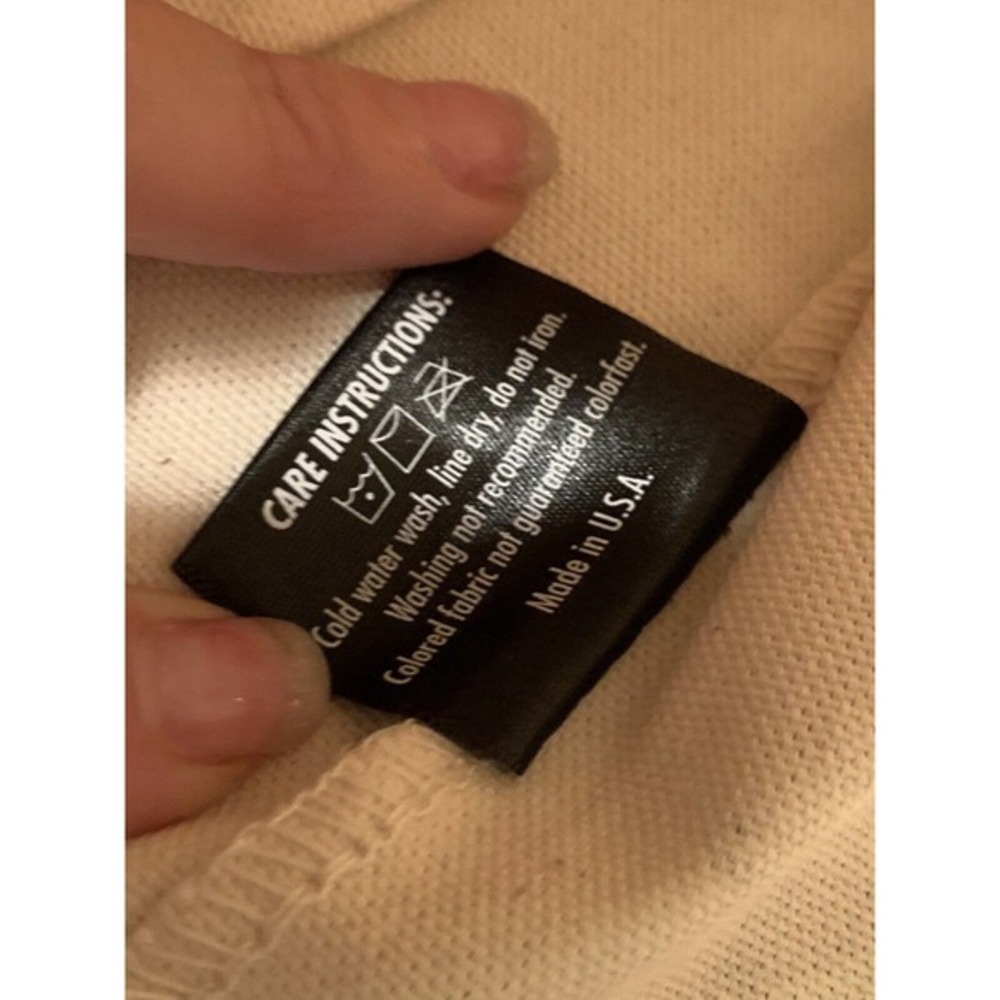 CARE INSTRUCTIONS:
Cold water wash, line dry, do not iron.
Washing not recommended.
Colored fabric not guaranteed colorfast.
Made in U.S.A.